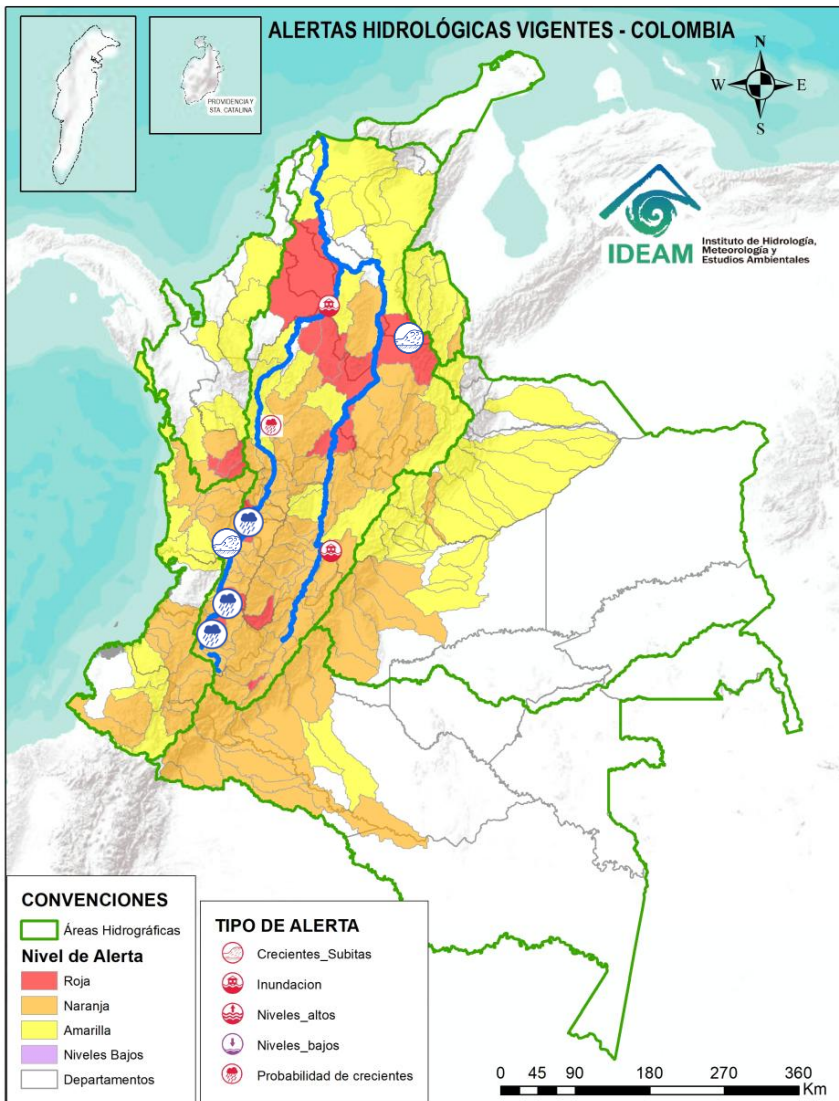 ALERTAS HIDROLÓGICAS VIGENTES - COLOMBIA
PROVIDENCIA Y
STA. CATALINA
N
W E
S
IDEAM
Instituto de Hidrología,
Meteorología y
Estudios Ambientales
CONVENCIONES
Áreas Hidrográficas
Nivel de Alerta
Roja
Naranja
Amarilla
Niveles Bajos
Departamentos
TIPO DE ALERTA
Crecientes_Subitas
Inundacion
Niveles_altos
Niveles_bajos
Probabilidad de crecientes
0 45 90 180 270 360
Km